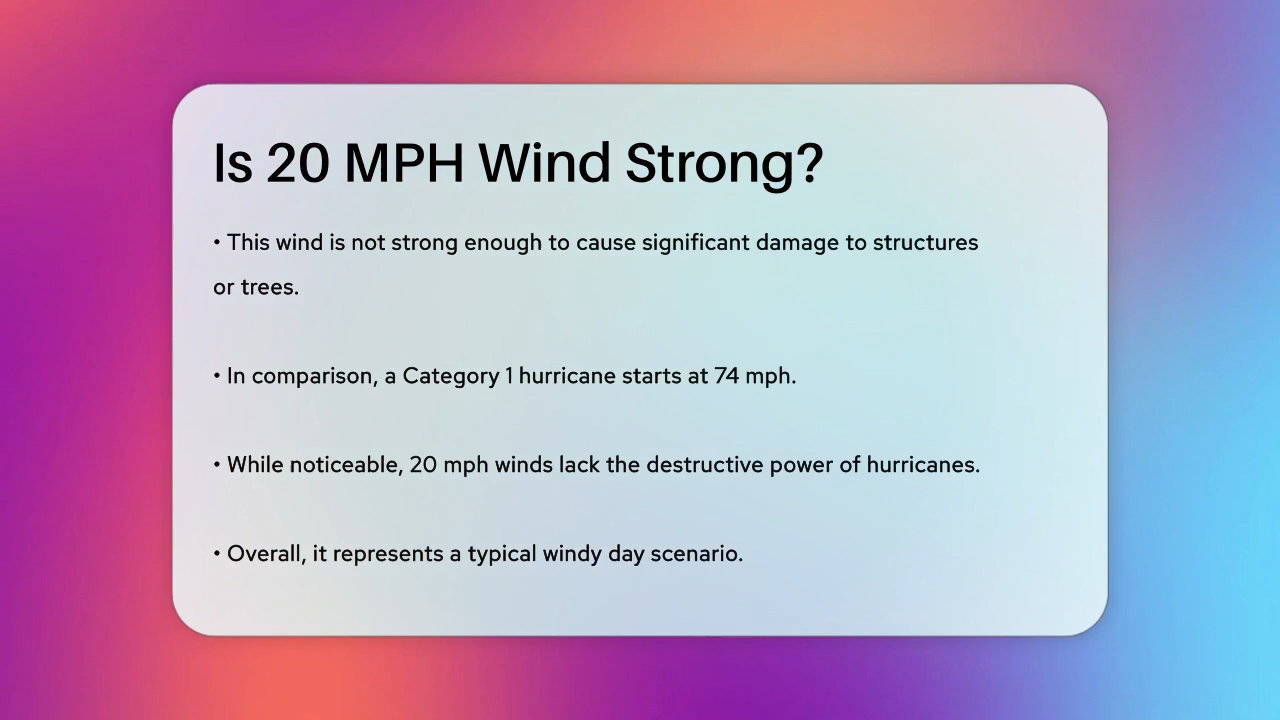 Is 20 MPH Wind Strong?
• This wind is not strong enough to cause significant damage to structures
or trees.
• In comparison, a Category 1 hurricane starts at 74 mph.
• While noticeable, 20 mph winds lack the destructive power of hurricanes.
• Overall, it represents a typical windy day scenario.